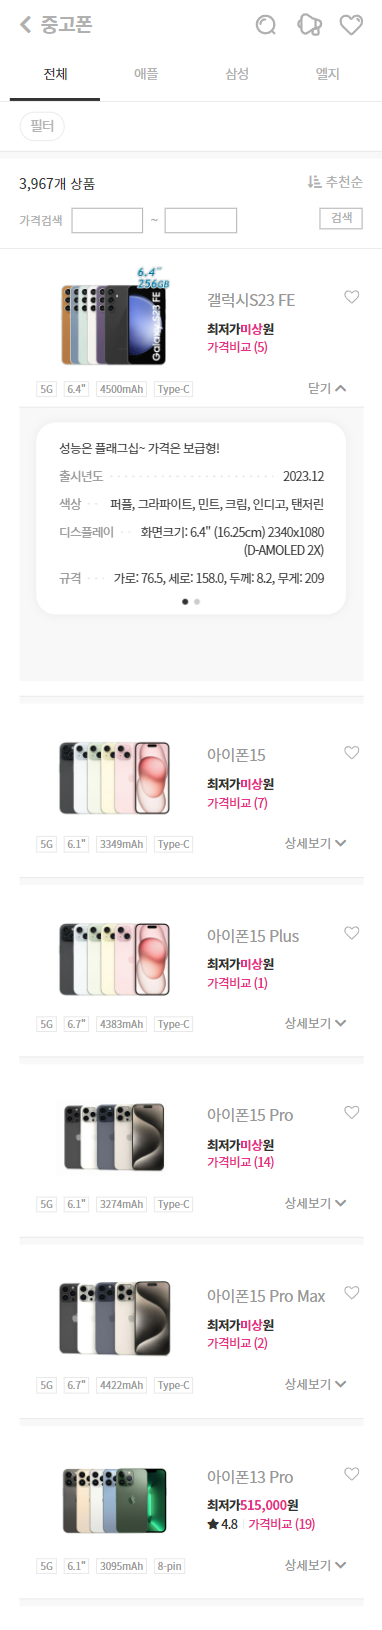 중고폰
전체 애플 삼성 엘지
필터
3,967개 상품 추천순
가격검색 ~ 검색
6.4"
256GB
Galaxy S23 FE
갤럭시S23 FE
최저가미상원
가격비교 (5)
5G 6.4" 4500mAh Type-C 닫기
성능은 플래그십~ 가격은 보급형!
출시년도 2023.12
색상 퍼플, 그라파이트, 민트, 크림, 인디고, 탠저린
디스플레이 화면크기: 6.4" (16.25cm) 2340x1080
(D-AMOLED 2X)
규격 가로: 76.5, 세로: 158.0, 두께: 8.2, 무게: 209
아이폰15
최저가미상원
가격비교 (7)
5G 6.1" 3349mAh Type-C 상세보기
아이폰15 Plus
최저가미상원
가격비교 (1)
5G 6.7" 4383mAh Type-C 상세보기
아이폰15 Pro
최저가미상원
가격비교 (14)
5G 6.1" 3274mAh Type-C 상세보기
아이폰15 Pro Max
최저가미상원
가격비교 (2)
5G 6.7" 4422mAh Type-C 상세보기
아이폰13 Pro
최저가515,000원
4.8 가격비교 (19)
5G 6.1" 3095mAh 8-pin 상세보기